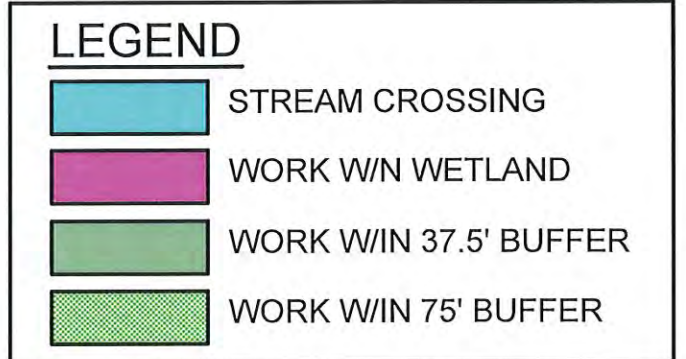 LEGEND
STREAM CROSSING
WORK W/N WETLAND
WORK W/IN 37.5' BUFFER
WORK W/IN 75' BUFFER